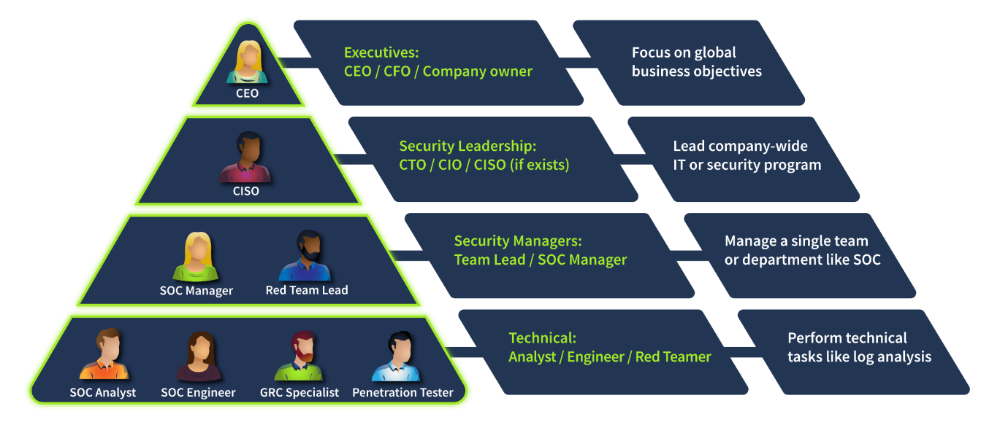 CEO
Executives:
CEO / CFO / Company owner
Focus on global
business objectives
CISO
Security Leadership:
CTO / CIO / CISO (if exists)
Lead company-wide
IT or security program
SOC Manager
Red Team Lead
Security Managers:
Team Lead / SOC Manager
Manage a single team
or department like SOC
SOC Analyst
SOC Engineer
GRC Specialist
Penetration Tester
Technical:
Analyst / Engineer / Red Teamer
Perform technical
tasks like log analysis